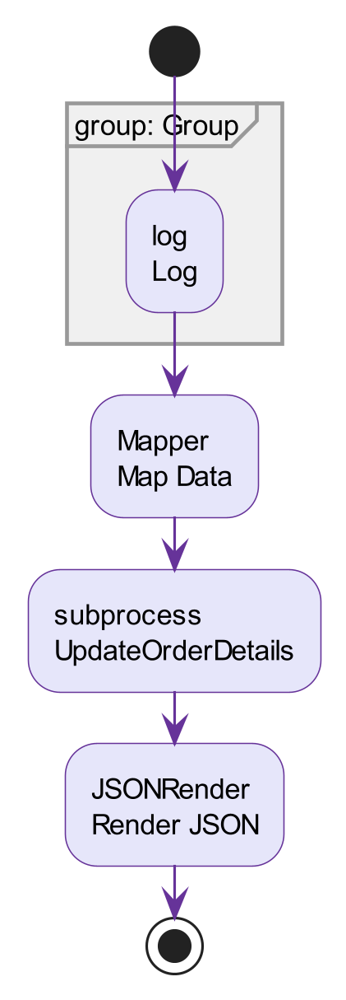 group: Group
log
Log
Mapper
Map Data
subprocess
UpdateOrderDetails
JSONRender
Render JSON